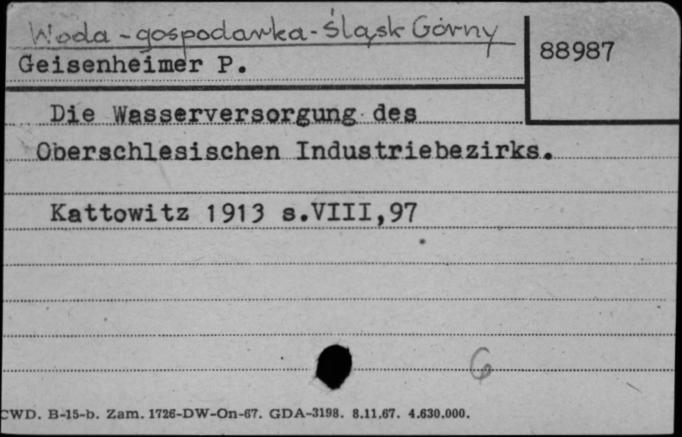 Woda - gospodarka - Śląsk Górny
88987
Geisenheimer P.
Die Wasserversorgung des
Oberschlesischen Industriebezirks.
Kattowitz 1913 s.VIII,97
6
CWD. B-15-b. Zam. 1726-DW-On-67. GDA-3198. 8.11.67. 4.630.000.